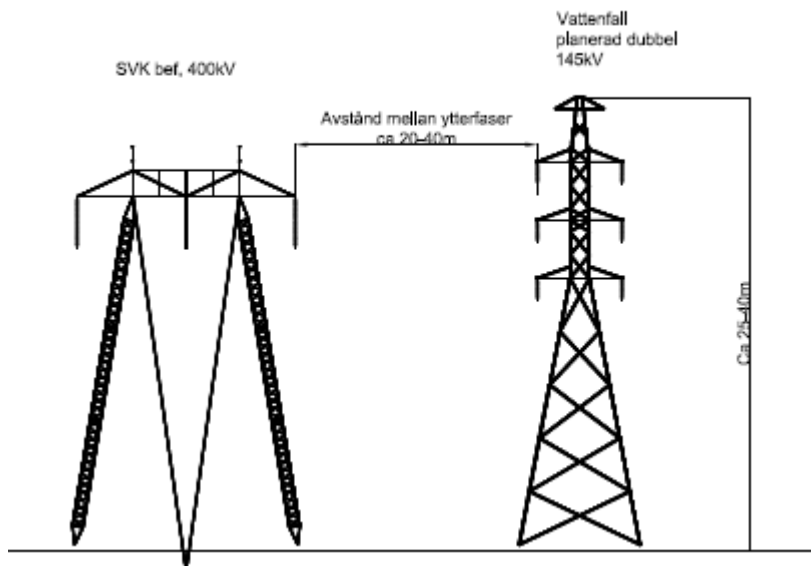 SVK bef, 400kV
Vattenfall
planerad dubbel
145kV
Avstånd mellan ytterfaser
ca 20-40m
Ca 25-40m